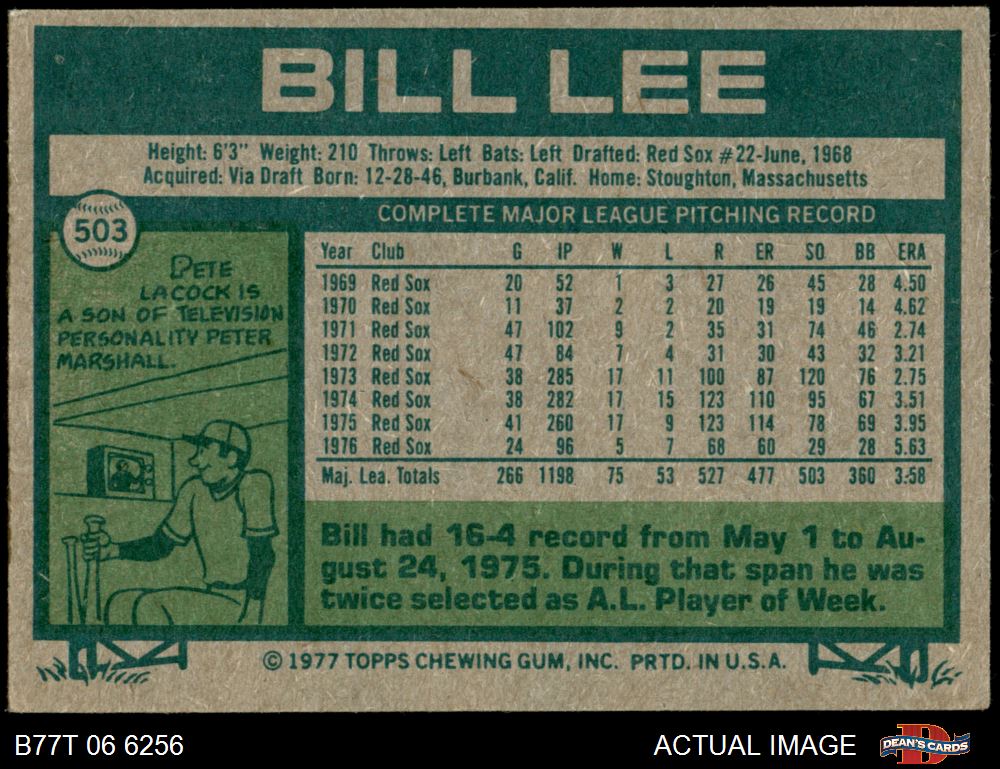 BILL LEE
Height: 6'3" Weight: 210 Throws: Left Bats: Left Drafted: Red Sox #22-June, 1968
Acquired: Via Draft Born: 12-28-46, Burbank, Calif. Home: Stoughton, Massachusetts
503
PETE
LACOCK IS
A SON OF TELEVISION
PERSONALITY PETER
MARSHALL.
COMPLETE MAJOR LEAGUE PITCHING RECORD
Year Club G IP W L R ER SO BB ERA
1969 Red Sox 20 52 1 3 27 26 45 28 4.50
1970 Red Sox 11 37 2 2 20 19 19 14 4.62
1971 Red Sox 47 102 9 2 35 31 74 46 2.74
1972 Red Sox 47 84 7 4 31 30 43 32 3.21
1973 Red Sox 38 285 17 11 100 87 120 76 2.75
1974 Red Sox 38 282 17 15 123 110 95 67 3.51
1975 Red Sox 41 260 17 9 123 114 78 69 3.95
1976 Red Sox 24 96 5 7 68 60 29 28 5.63
Maj. Lea. Totals 266 1198 75 53 527 477 503 360 3.58
Bill had 16-4 record from May 1 to Au-
gust 24, 1975. During that span he was
twice selected as A.L. Player of Week.
© 1977 TOPPS CHEWING GUM, INC. PRTD. IN U.S.A.
B77T 06 6256
ACTUAL IMAGE
DEAN'S CARDS